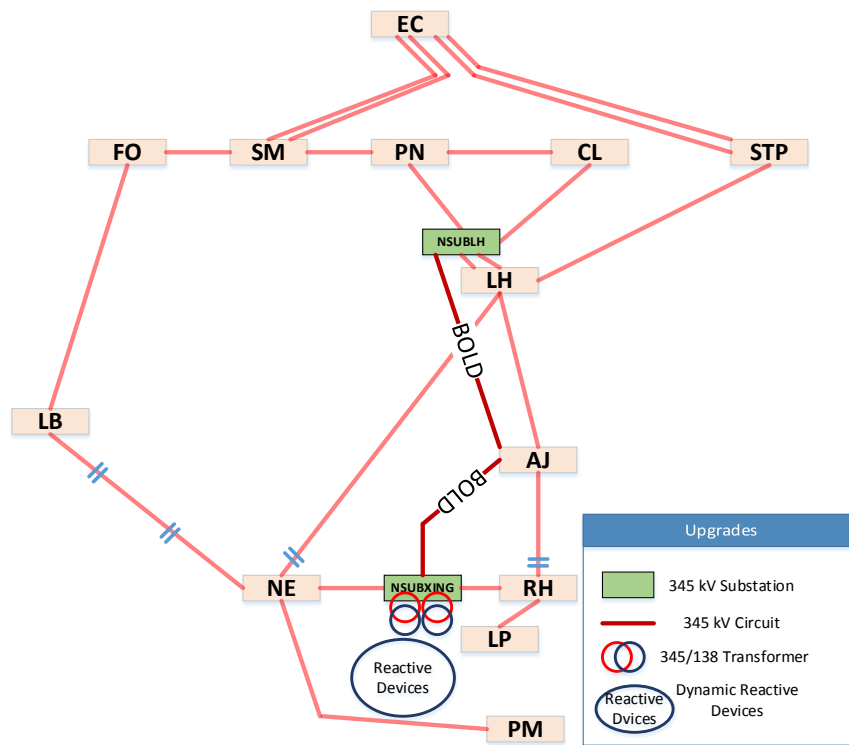 EC
FO
SM
PN
CL
STP
NSUBLH
LH
BOLD
LB
AJ
BOLD
NE
NSUBXING
RH
LP
Reactive
Devices
PM
Upgrades
345 kV Substation
345 kV Circuit
345/138 Transformer
Reactive
Dvices
Dynamic Reactive
Devices